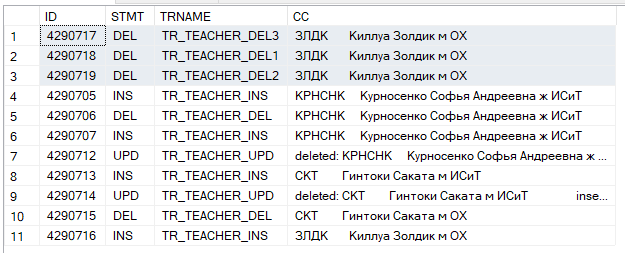 ID STMT TRNAME CC
1 4290717 DEL TR_TEACHER_DEL3 ЗЛДК Киллуа Золдик м ОХ
2 4290718 DEL TR_TEACHER_DEL1 ЗЛДК Киллуа Золдик м ОХ
3 4290719 DEL TR_TEACHER_DEL2 ЗЛДК Киллуа Золдик м ОХ
4 4290705 INS TR_TEACHER_INS КРНСНК Курносенко Софья Андреевна ж ИСиТ
5 4290706 DEL TR_TEACHER_DEL КРНСНК Курносенко Софья Андреевна ж ИСиТ
6 4290707 INS TR_TEACHER_INS КРНСНК Курносенко Софья Андреевна ж ИСиТ
7 4290712 UPD TR_TEACHER_UPD deleted: КРНСНК Курносенко Софья Андреевна ж ...
8 4290713 INS TR_TEACHER_INS СКТ Гинтоки Саката м ИСиТ
9 4290714 UPD TR_TEACHER_UPD deleted: СКТ Гинтоки Саката м ИСиТ inse...
10 4290715 DEL TR_TEACHER_DEL СКТ Гинтоки Саката м ОХ
11 4290716 INS TR_TEACHER_INS ЗЛДК Киллуа Золдик м ОХ